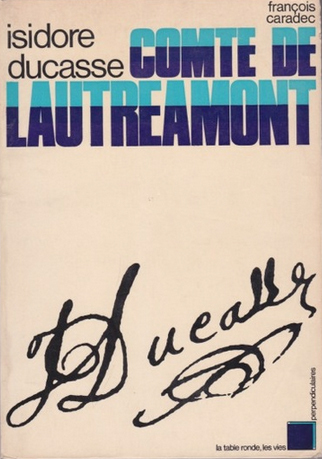 françois
caradec
isidore
ducasse
COMTE DE
LAUTREAMONT
J Ducasse
perpendiculaires
la table ronde, les vies